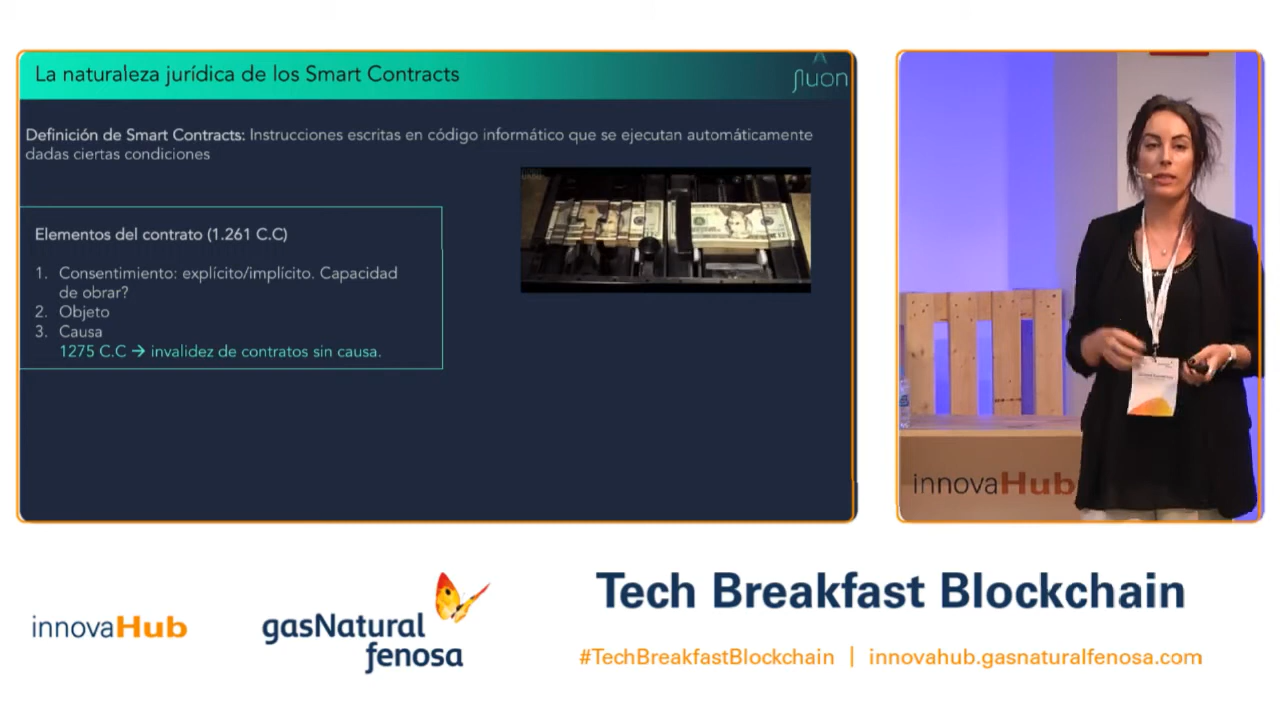 La naturaleza jurídica de los Smart Contracts
fluon
Definición de Smart Contracts: Instrucciones escritas en código informático que se ejecutan automáticamente
dadas ciertas condiciones
Elementos del contrato (1.261 C.C)
1. Consentimiento: explícito/implícito. Capacidad
de obrar?
2. Objeto
3. Causa
1275 C.C → invalidez de contratos sin causa.
innovaHub
innovaHub
gasNatural
fenosa
Tech Breakfast Blockchain
#TechBreakfastBlockchain | innovahub.gasnaturalfenosa.com